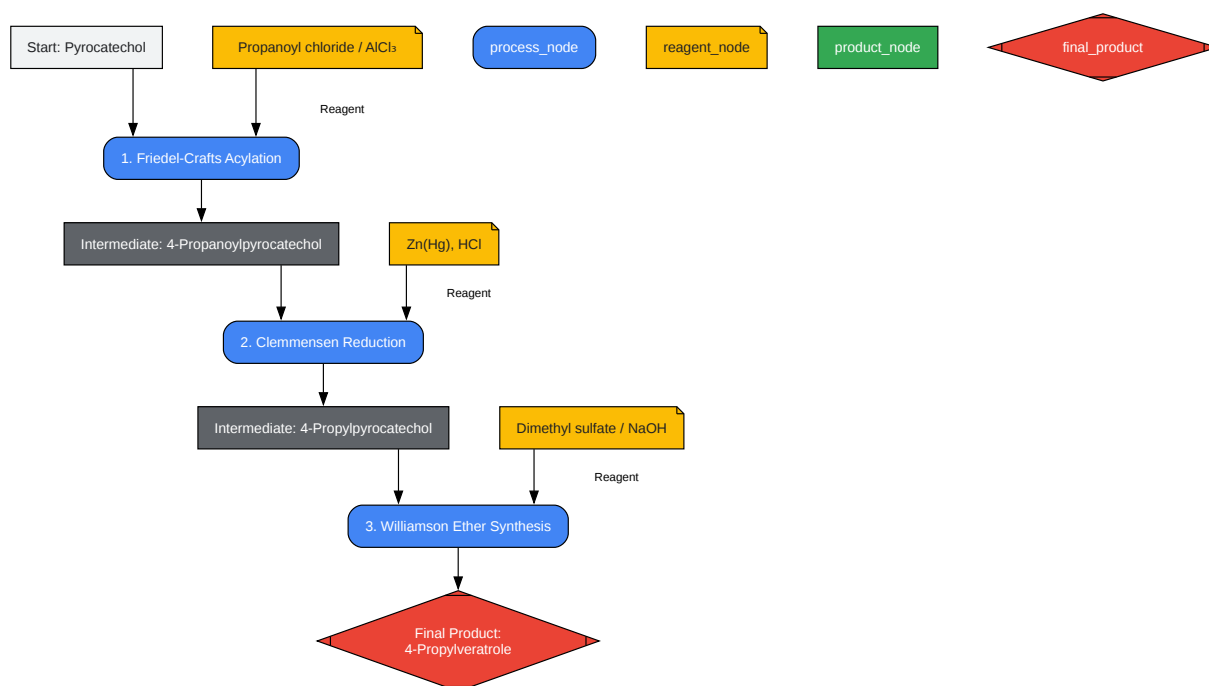 Start: Pyrocatechol
Propanoyl chloride / AlCl₃
process_node
reagent_node
product_node
final_product
Reagent
1. Friedel-Crafts Acylation
Intermediate: 4-Propanoylpyrocatechol
Zn(Hg), HCl
Reagent
2. Clemmensen Reduction
Intermediate: 4-Propylpyrocatechol
Dimethyl sulfate / NaOH
Reagent
3. Williamson Ether Synthesis
Final Product:
4-Propylveratrole